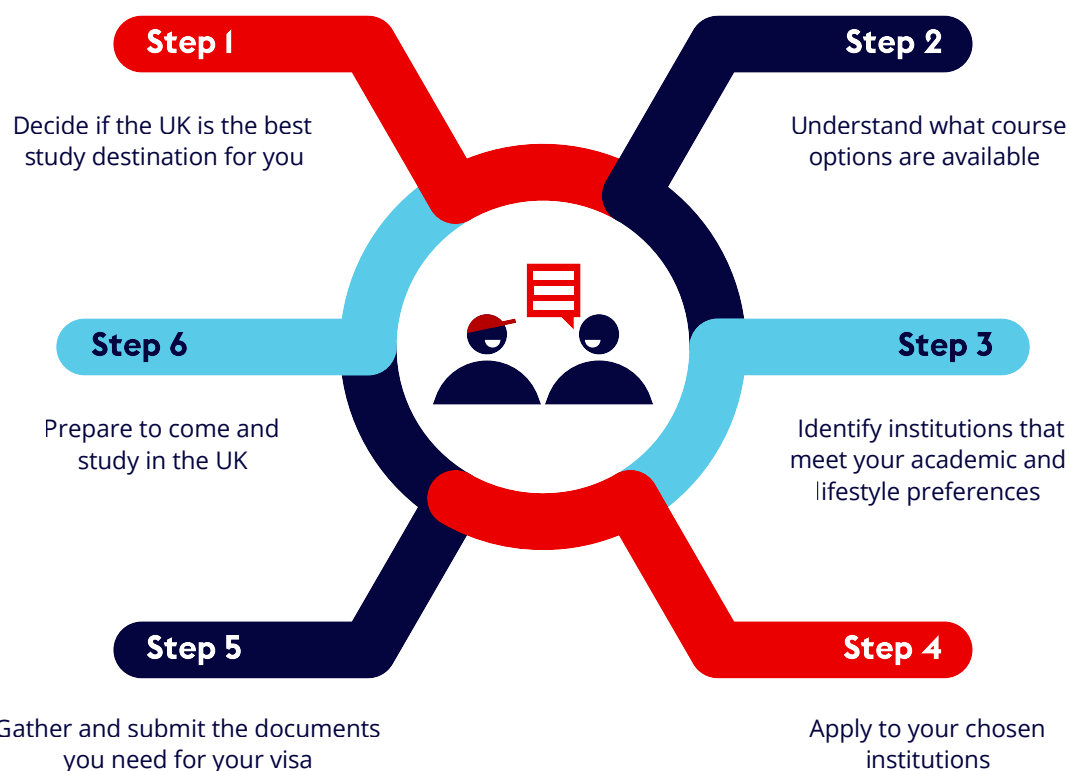 Step 1
Decide if the UK is the best
study destination for you
Step 2
Understand what course
options are available
Step 3
Identify institutions that
meet your academic and
lifestyle preferences
Step 4
Apply to your chosen
institutions
Step 5
Gather and submit the documents
you need for your visa
Step 6
Prepare to come and
study in the UK